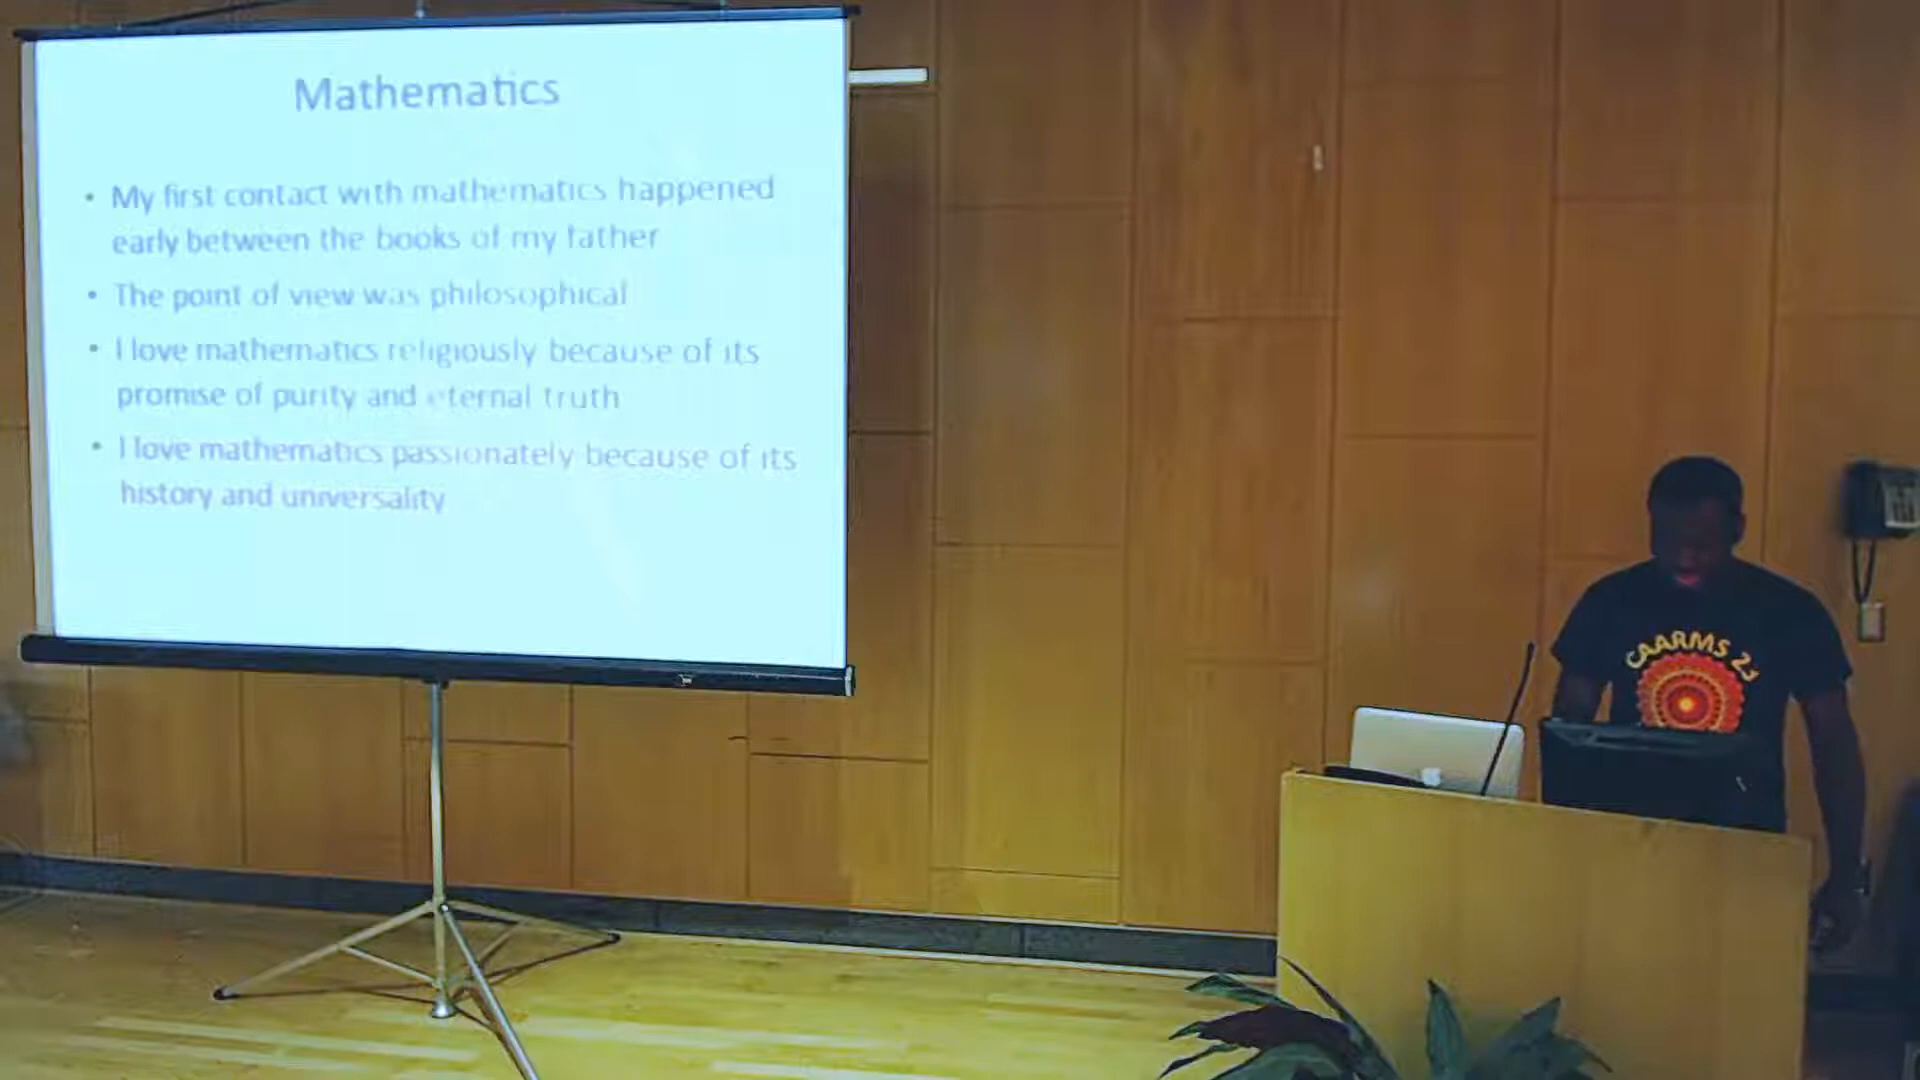 Mathematics
• My first contact with mathematics happened
early between the books of my father
• The point of view was philosophical
• I love mathematics religiously because of its
promise of purity and eternal truth
• I love mathematics passionately because of its
history and universality
CAARMS 21